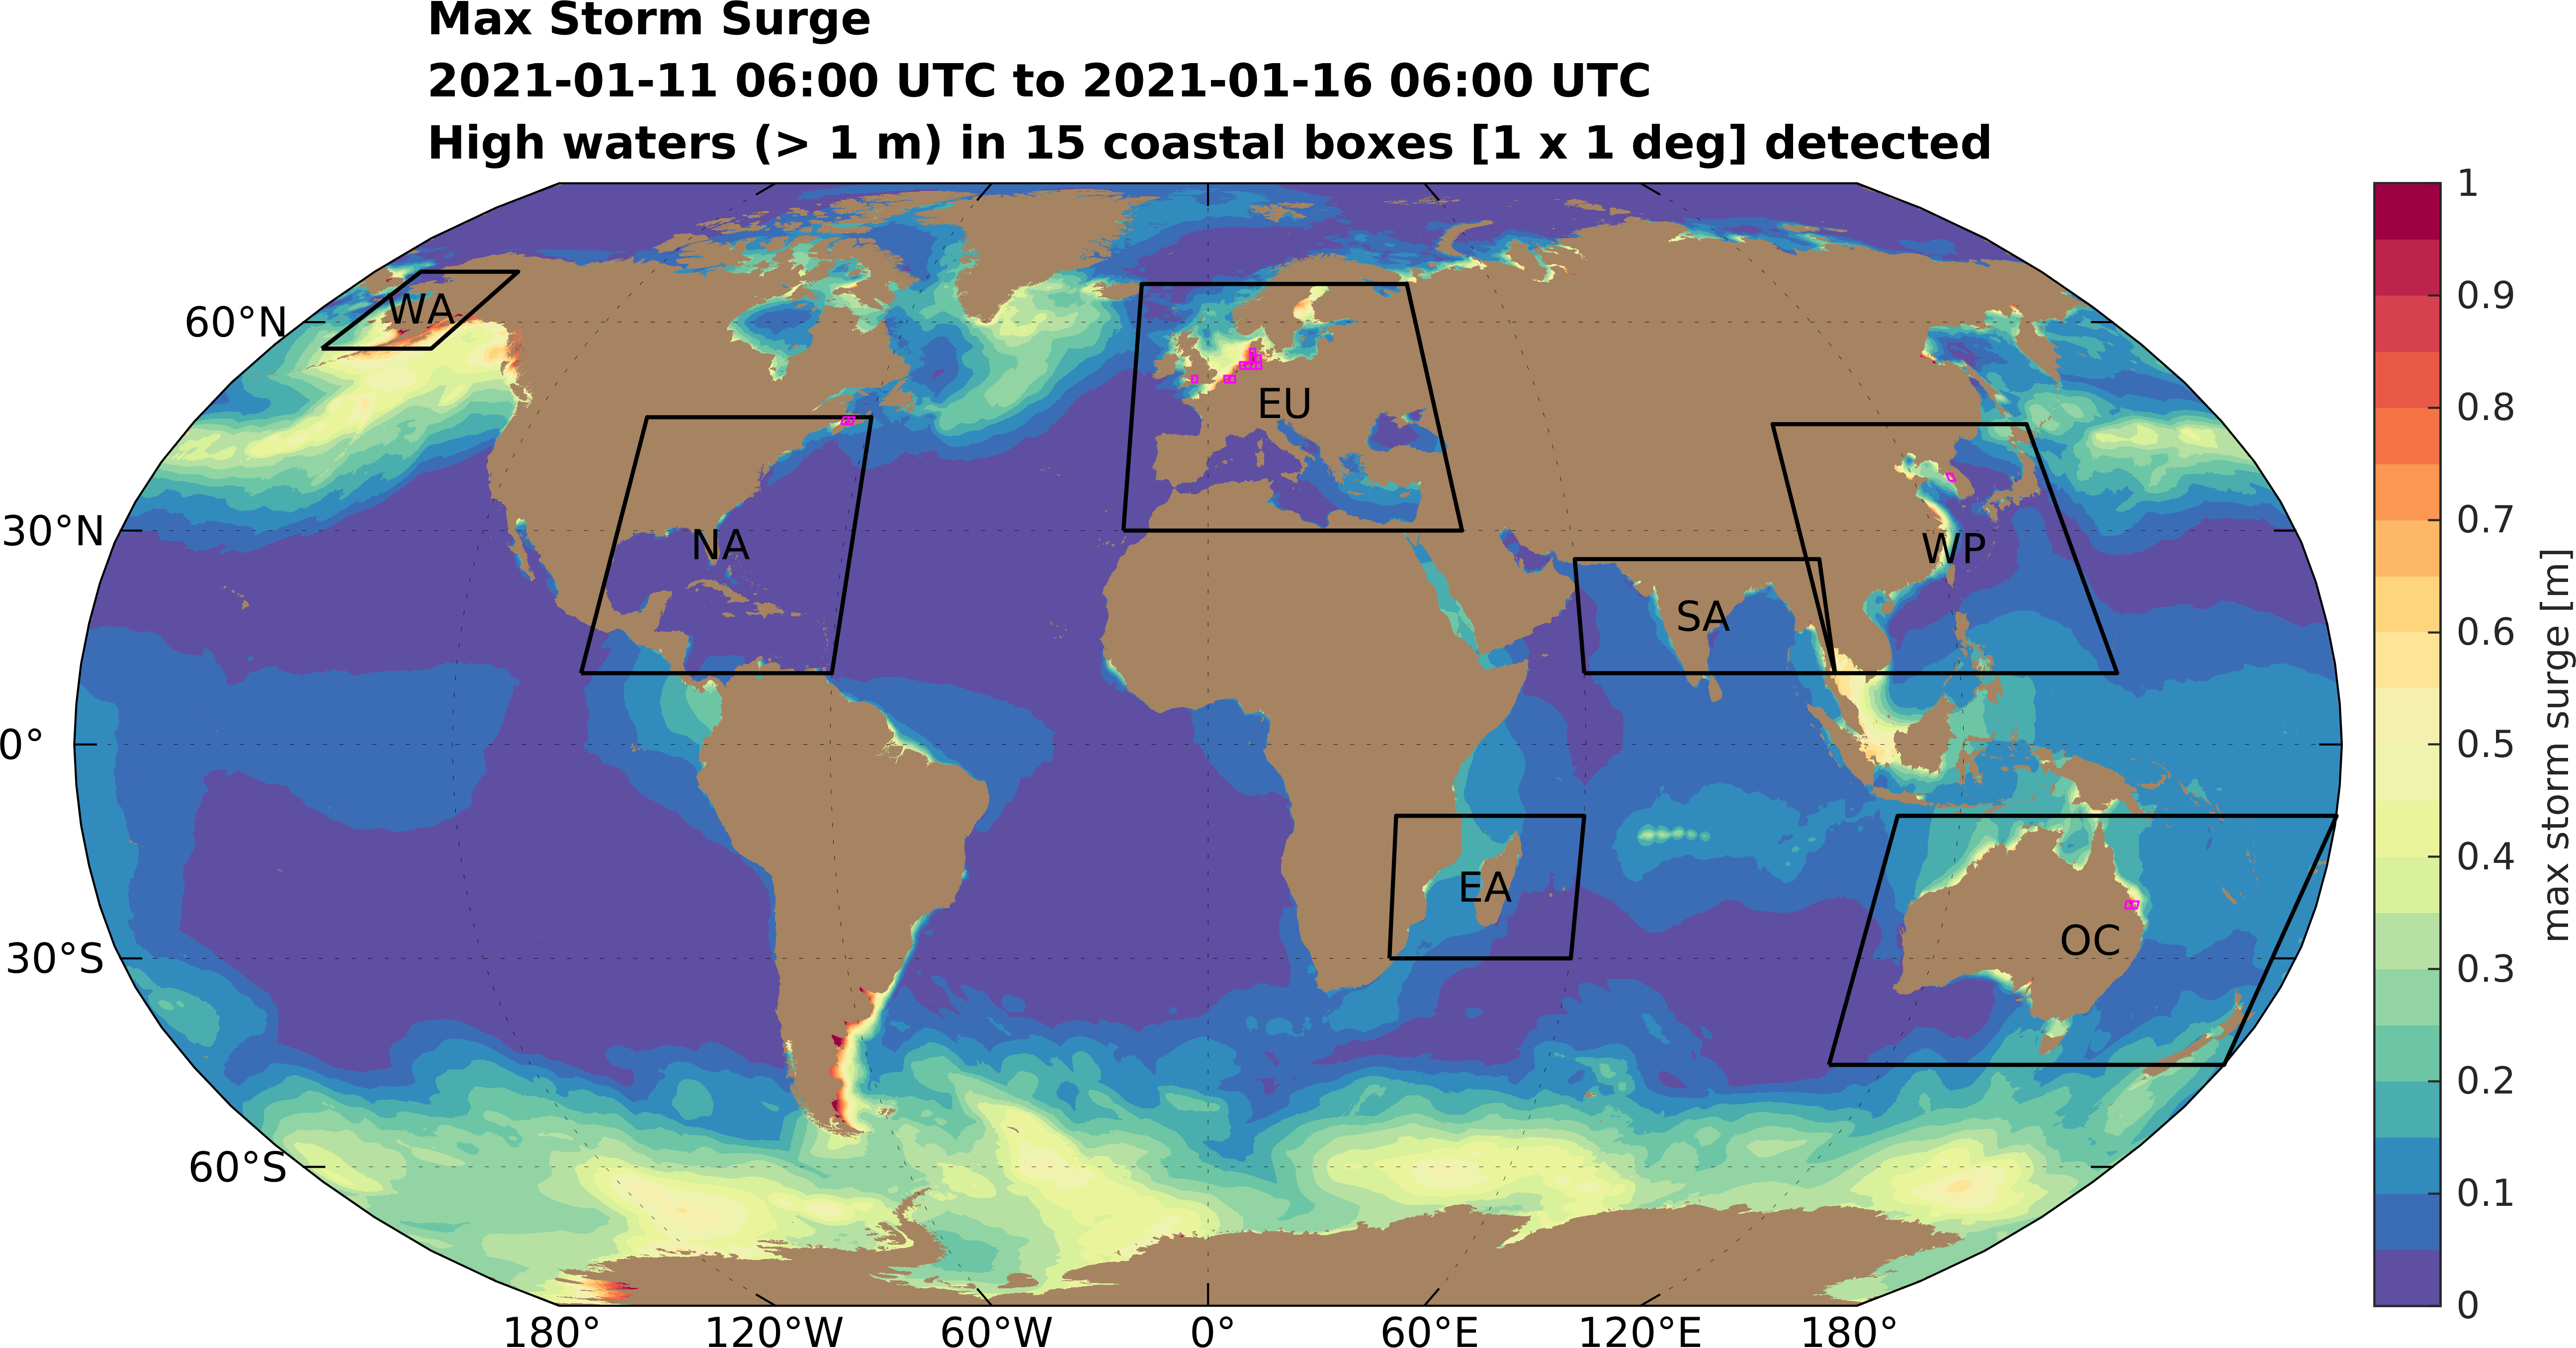 Max Storm Surge
2021-01-11 06:00 UTC to 2021-01-16 06:00 UTC
High waters (> 1 m) in 15 coastal boxes [1 x 1 deg] detected
60°N
30°N
0°
30°S
60°S
WA
NA
EU
SA
WP
EA
OC
180°
120°W
60°W
0°
60°E
120°E
180°
1
0.9
0.8
0.7
0.6
0.5
0.4
0.3
0.2
0.1
0
max storm surge [m]